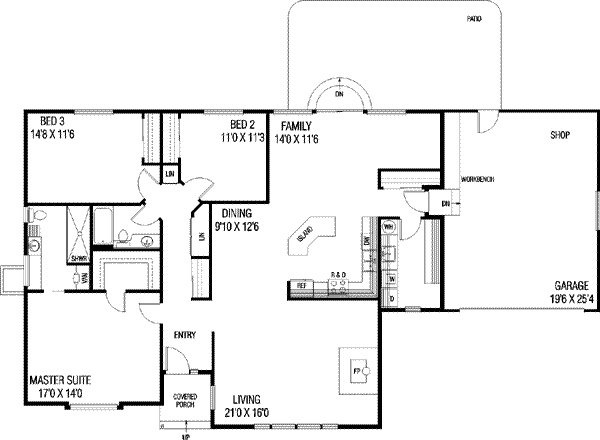 PATIO
DN
BED 3
14'8 X 11'6
BED 2
11'0 X 11'3
FAMILY
14'0 X 11'6
SHOP
LIN
WORKBENCH
DN
DINING
9'10 X 12'6
ISLAND
WH
DW
LIN
SHWR
R & O
REF
W
D
GARAGE
19'6 X 25'4
ENTRY
MASTER SUITE
17'0 X 14'0
COVERED
PORCH
FP
LIVING
21'0 X 16'0
UP